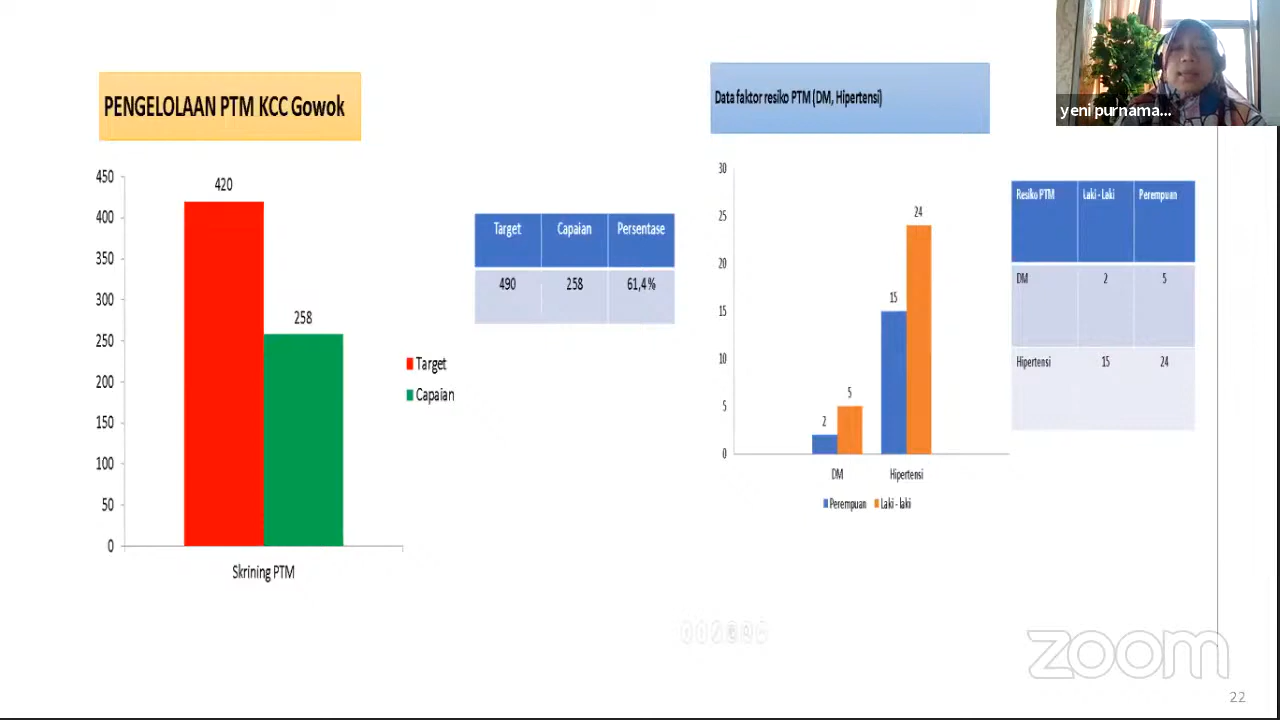 yeni purnama...
PENGELOLAAN PTM KCC Gowok
450
400
350
300
250
200
150
100
50
0
420
258
Skrining PTM
Target
Capaian
Target Capaian Persentase
490 258 61,4%
Data faktor resiko PTM (DM, Hipertensi)
30
25
20
15
10
5
0
2
5
15
24
DM Hipertensi
Perempuan Laki - laki
Resiko PTM Laki - Laki Perempuan
DM 2 5
Hipertensi 15 24
zoom
22